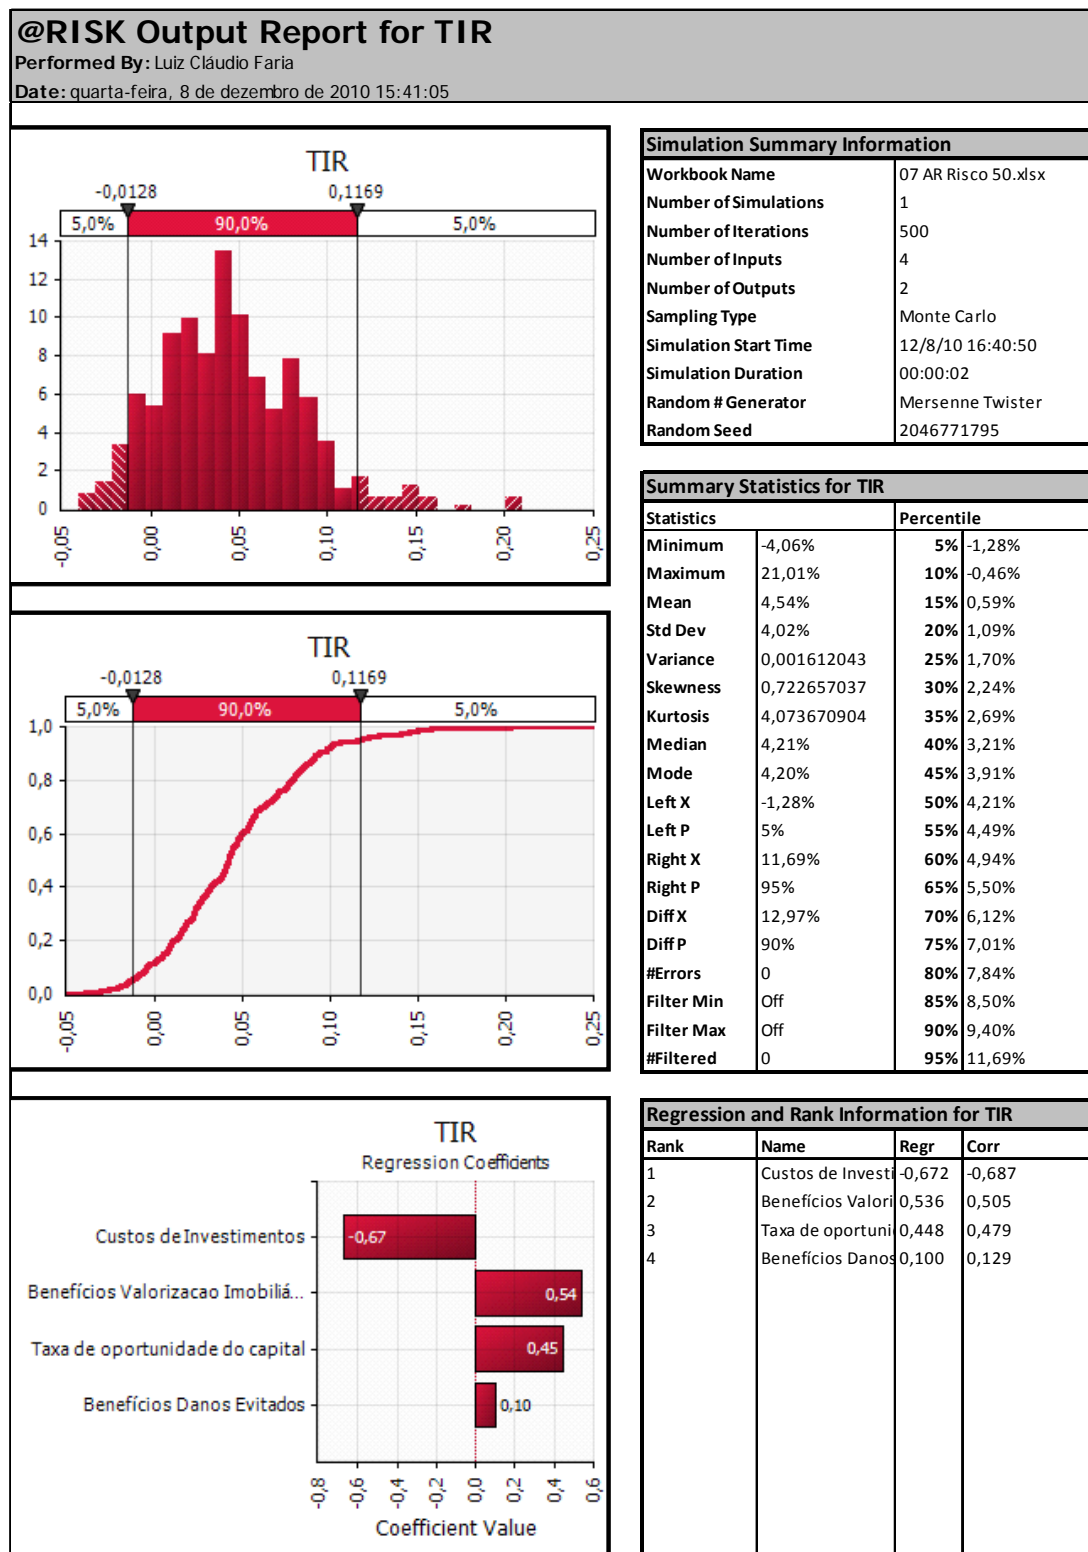 @RISK Output Report for TIR
Performed By: Luiz Cláudio Faria
Date: quarta-feira, 8 de dezembro de 2010 15:41:05
TIR
-0,0128 0,1169
5,0% 90,0% 5,0%
14
12
10
8
6
4
2
0
-0,05 0,00 0,05 0,10 0,15 0,20 0,25
TIR
-0,0128 0,1169
5,0% 90,0% 5,0%
1,0
0,8
0,6
0,4
0,2
0,0
-0,05 0,00 0,05 0,10 0,15 0,20 0,25
TIR
Regression Coefficients
Custos de Investimentos -0,67
Benefícios Valorizacao Imobiliá... 0,54
Taxa de oportunidade do capital 0,45
Benefícios Danos Evitados 0,10
-0,8 -0,6 -0,4 -0,2 0,0 0,2 0,4 0,6
Coefficient Value
Simulation Summary Information
Workbook Name 07 AR Risco 50.xlsx
Number of Simulations 1
Number of Iterations 500
Number of Inputs 4
Number of Outputs 2
Sampling Type Monte Carlo
Simulation Start Time 12/8/10 16:40:50
Simulation Duration 00:00:02
Random # Generator Mersenne Twister
Random Seed 2046771795
Summary Statistics for TIR
Statistics Percentile
Minimum -4,06% 5% -1,28%
Maximum 21,01% 10% -0,46%
Mean 4,54% 15% 0,59%
Std Dev 4,02% 20% 1,09%
Variance 0,001612043 25% 1,70%
Skewness 0,722657037 30% 2,24%
Kurtosis 4,073670904 35% 2,69%
Median 4,21% 40% 3,21%
Mode 4,20% 45% 3,91%
Left X -1,28% 50% 4,21%
Left P 5% 55% 4,49%
Right X 11,69% 60% 4,94%
Right P 95% 65% 5,50%
Diff X 12,97% 70% 6,12%
Diff P 90% 75% 7,01%
#Errors 0 80% 7,84%
Filter Min Off 85% 8,50%
Filter Max Off 90% 9,40%
#Filtered 0 95% 11,69%
Regression and Rank Information for TIR
Rank Name Regr Corr
1 Custos de Investi -0,672 -0,687
2 Benefícios Valori 0,536 0,505
3 Taxa de oportuni 0,448 0,479
4 Benefícios Danos 0,100 0,129